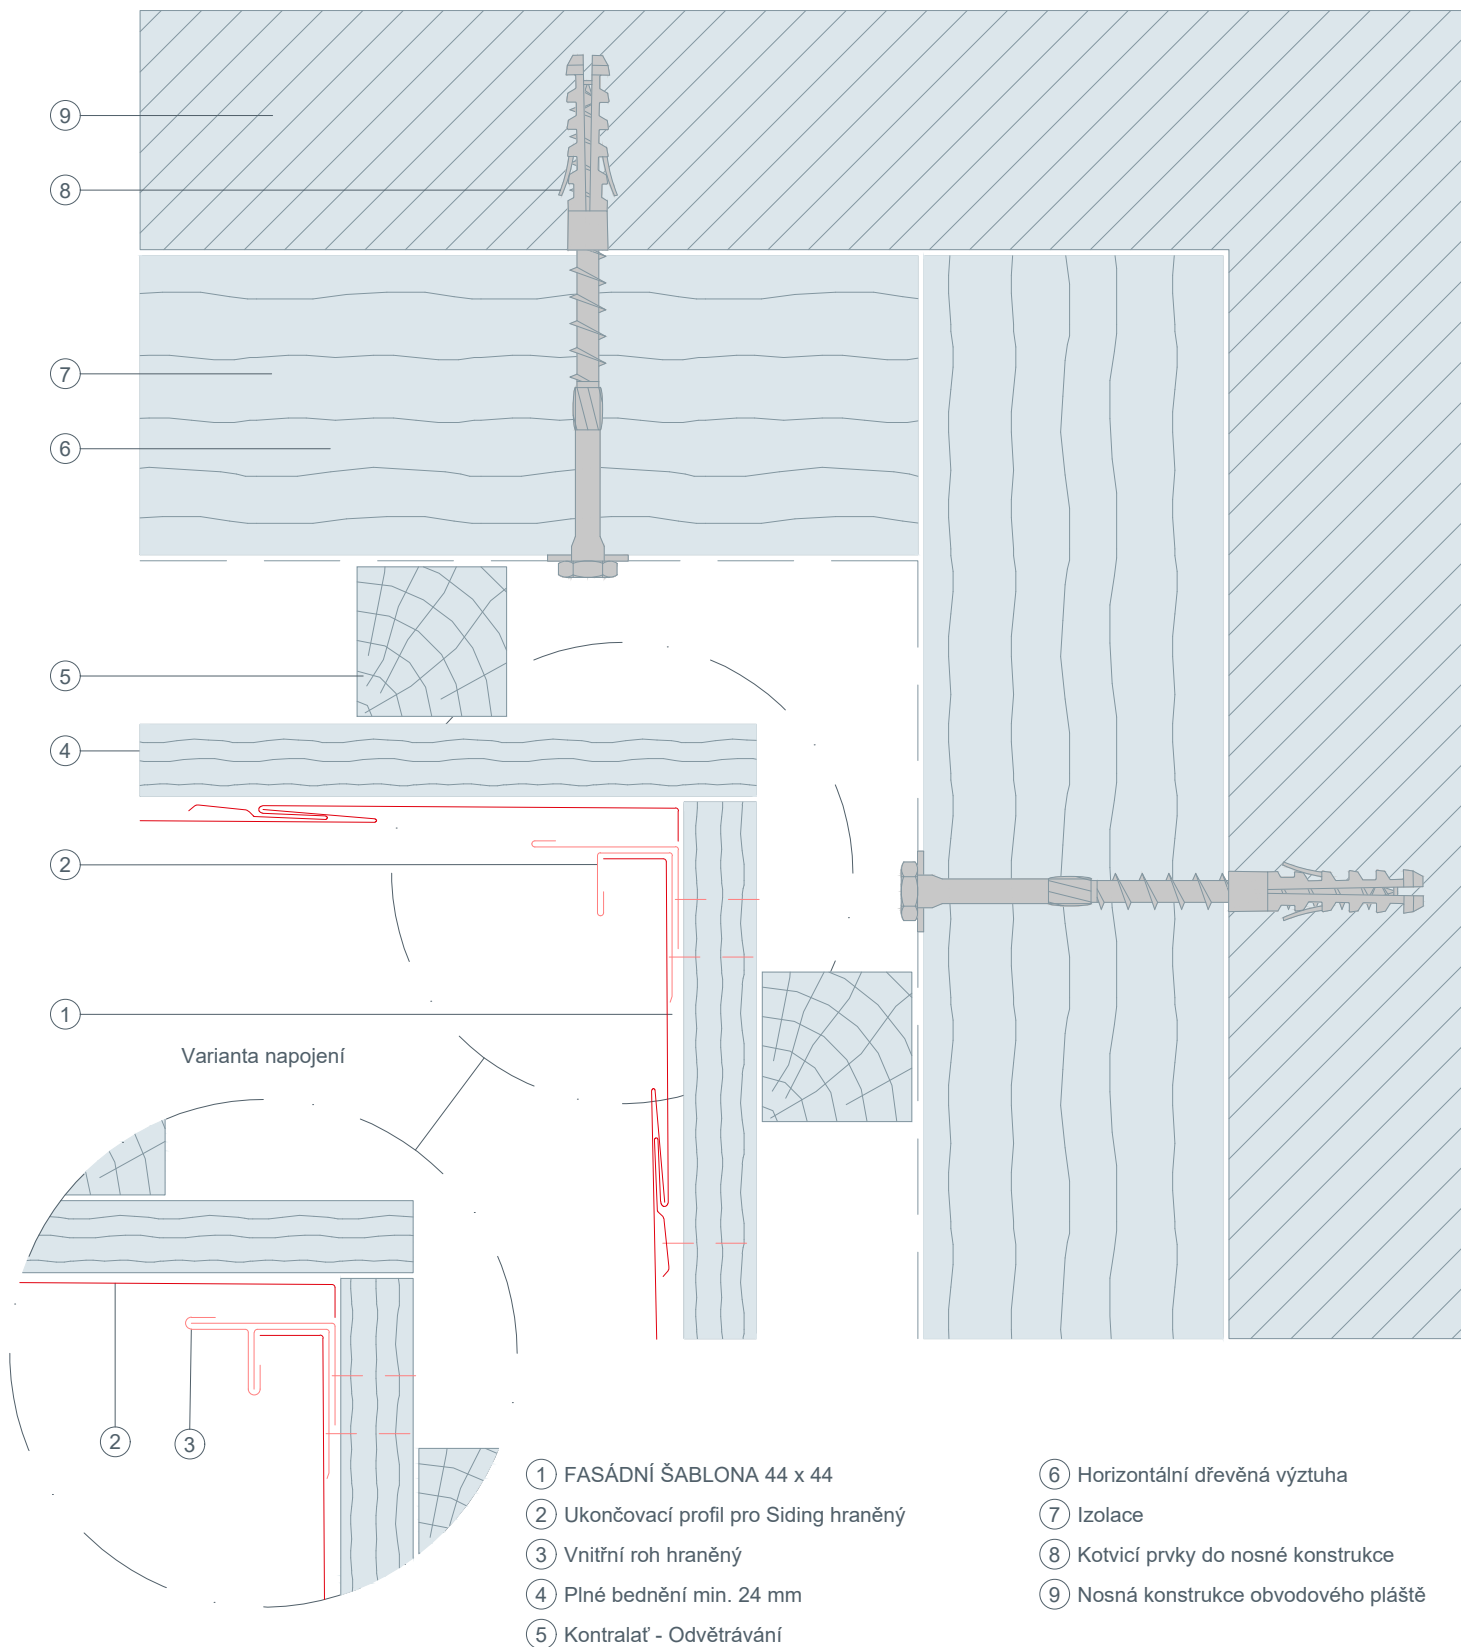 9
8
7
6
5
4
2
1
Varianta napojení
2
3
1 FASÁDNÍ ŠABLONA 44 x 44
2 Ukončovací profil pro Siding hraněný
3 Vnitřní roh hraněný
4 Plné bednění min. 24 mm
5 Kontralať - Odvětrávání
6 Horizontální dřevěná výztuha
7 Izolace
8 Kotvicí prvky do nosné konstrukce
9 Nosná konstrukce obvodového pláště